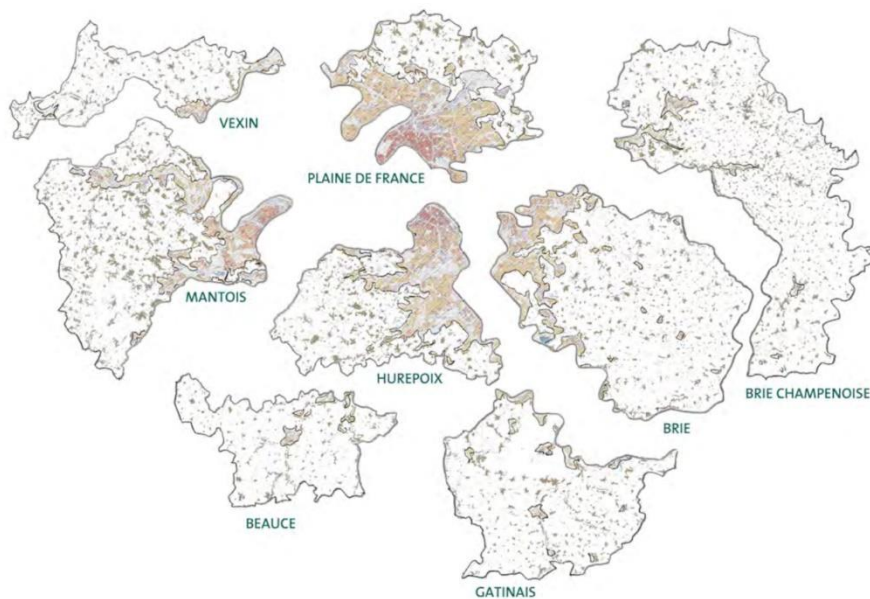 VEXIN
PLAINE DE FRANCE
MANTOIS
HUREPOIX
BRIE CHAMPENOISE
BRIE
BEAUCE
GATINAIS